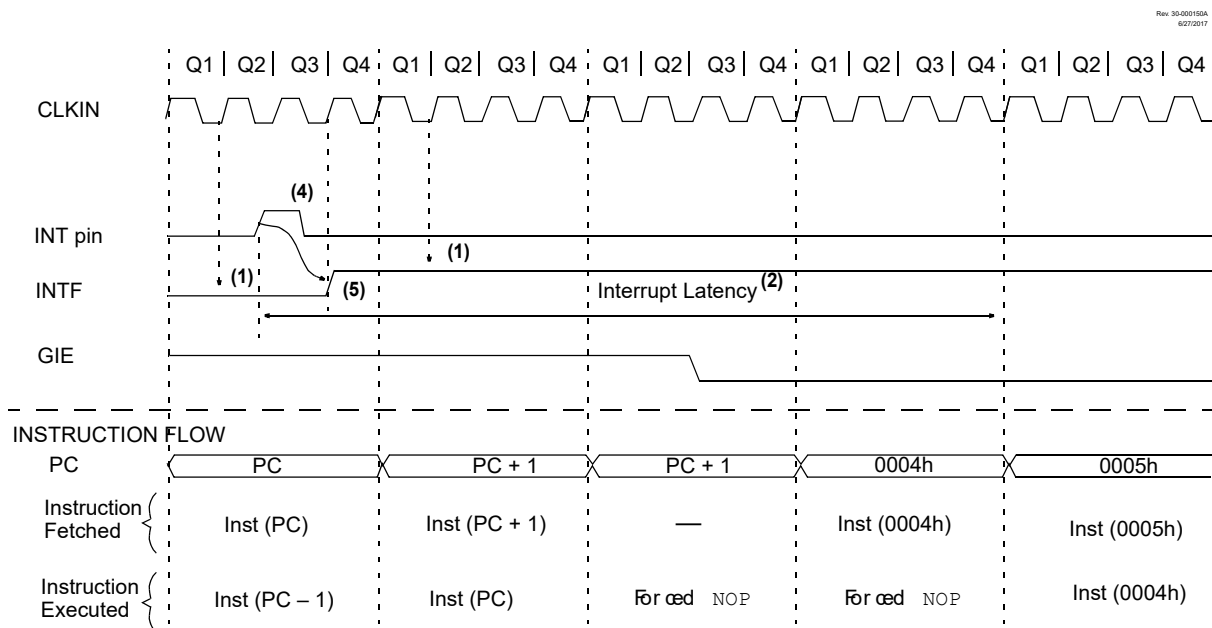 Rev. 30-000150A
6/27/2017
Q1 Q2 Q3 Q4 Q1 Q2 Q3 Q4 Q1 Q2 Q3 Q4 Q1 Q2 Q3 Q4 Q1 Q2 Q3 Q4
CLKIN
(4)
INT pin
(1) (1)
INTF (5) Interrupt Latency (2)
GIE
INSTRUCTION FLOW
PC PC PC + 1 PC + 1 0004h 0005h
Instruction
Fetched Inst (PC) Inst (PC + 1) — Inst (0004h) Inst (0005h)
Instruction
Executed Inst (PC – 1) Inst (PC) Forced NOP Forced NOP Inst (0004h)